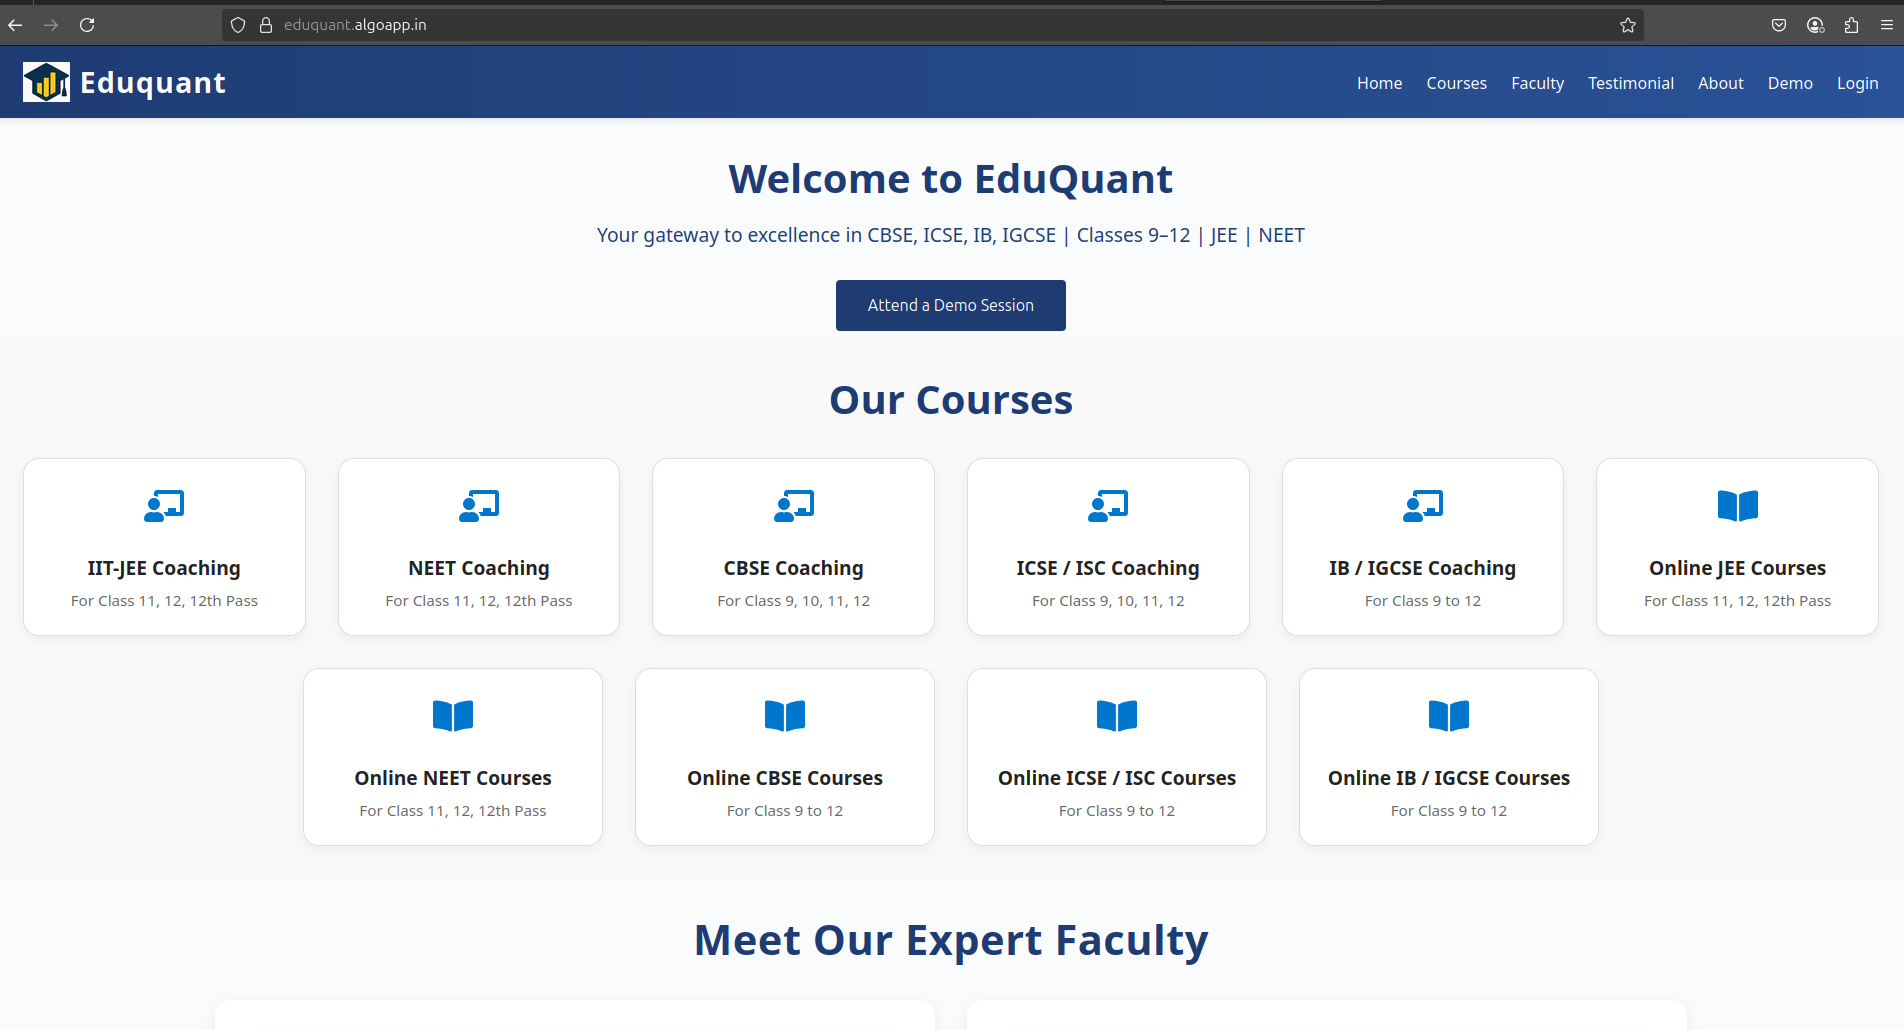 eduquant.algoapp.in
Eduquant
Home Courses Faculty Testimonial About Demo Login
Welcome to EduQuant
Your gateway to excellence in CBSE, ICSE, IB, IGCSE | Classes 9–12 | JEE | NEET
Attend a Demo Session
Our Courses
IIT-JEE Coaching
For Class 11, 12, 12th Pass
NEET Coaching
For Class 11, 12, 12th Pass
CBSE Coaching
For Class 9, 10, 11, 12
ICSE / ISC Coaching
For Class 9, 10, 11, 12
IB / IGCSE Coaching
For Class 9 to 12
Online JEE Courses
For Class 11, 12, 12th Pass
Online NEET Courses
For Class 11, 12, 12th Pass
Online CBSE Courses
For Class 9 to 12
Online ICSE / ISC Courses
For Class 9 to 12
Online IB / IGCSE Courses
For Class 9 to 12
Meet Our Expert Faculty